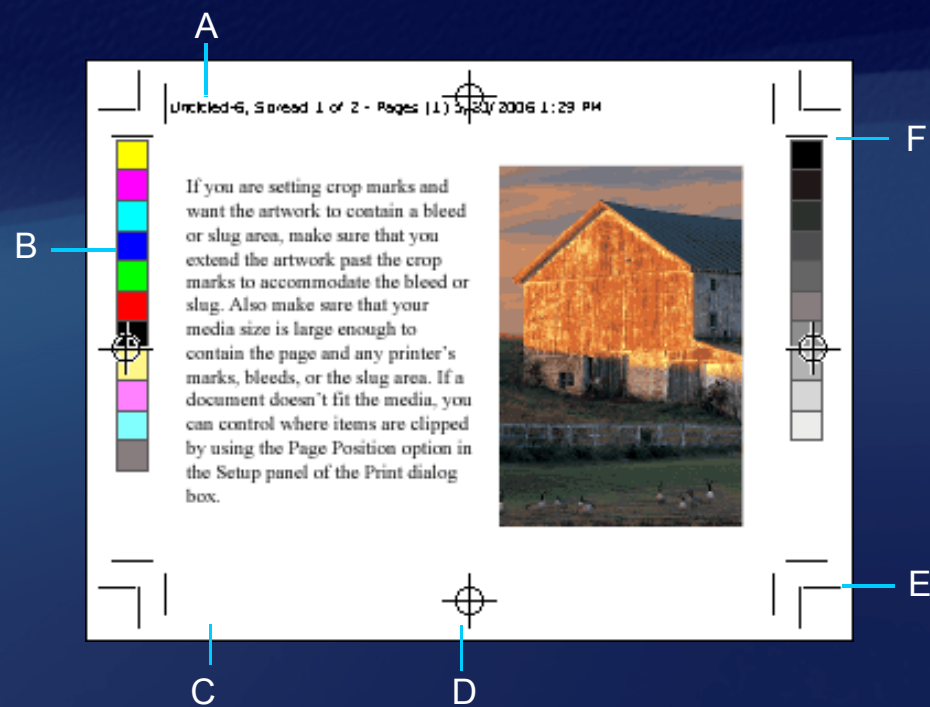 A
Untitled-6, Spread 1 of 2 - Pages (1) 2006 1:29 PM
F
If you are setting crop marks and
want the artwork to contain a bleed
or slug area, make sure that you
extend the artwork past the crop
marks to accommodate the bleed or
slug. Also make sure that your
media size is large enough to
contain the page and any printer's
marks, bleeds, or the slug area. If a
document doesn't fit the media, you
can control where items are clipped
by using the Page Position option in
the Setup panel of the Print dialog
box.
B
E
C
D